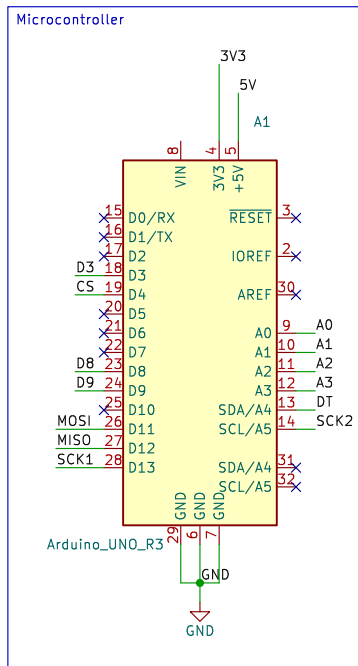 Microcontroller
3V3
5V
A1
8
4
5
VIN
3V3
+5V
15 D0/RX RESET 3
16 D1/TX
17 D2 IOREF 2
D3 18 D3
CS 19 D4 AREF 30
20 D5
21 D6 A0 9 A0
22 D7 A1 10 A1
D8 23 D8 A2 11 A2
D9 24 D9 A3 12 A3
25 D10 SDA/A4 13 DT
MOSI 26 D11 SCL/A5 14 SCK2
MISO 27 D12
SCK1 28 D13 SDA/A4 31
SCL/A5 32
GND GND GND
29 6 7
Arduino_UNO_R3
GND
GND